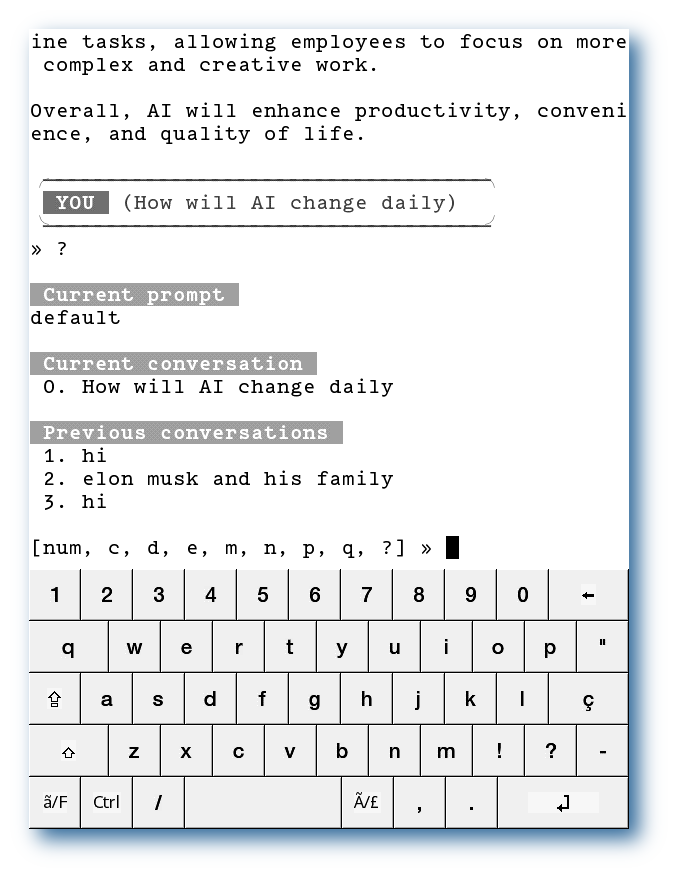 ine tasks, allowing employees to focus on more
complex and creative work.
Overall, AI will enhance productivity, conveni
ence, and quality of life.
YOU (How will AI change daily)
» ?
Current prompt
default
Current conversation
0. How will AI change daily
Previous conversations
1. hi
2. elon musk and his family
3. hi
[num, c, d, e, m, n, p, q, ?] »
1 2 3 4 5 6 7 8 9 0 ←
q w e r t y u i o p "
a s d f g h j k l ç
z x c v b n m ! ? -
ã/F Ctrl / Ã/£ , .